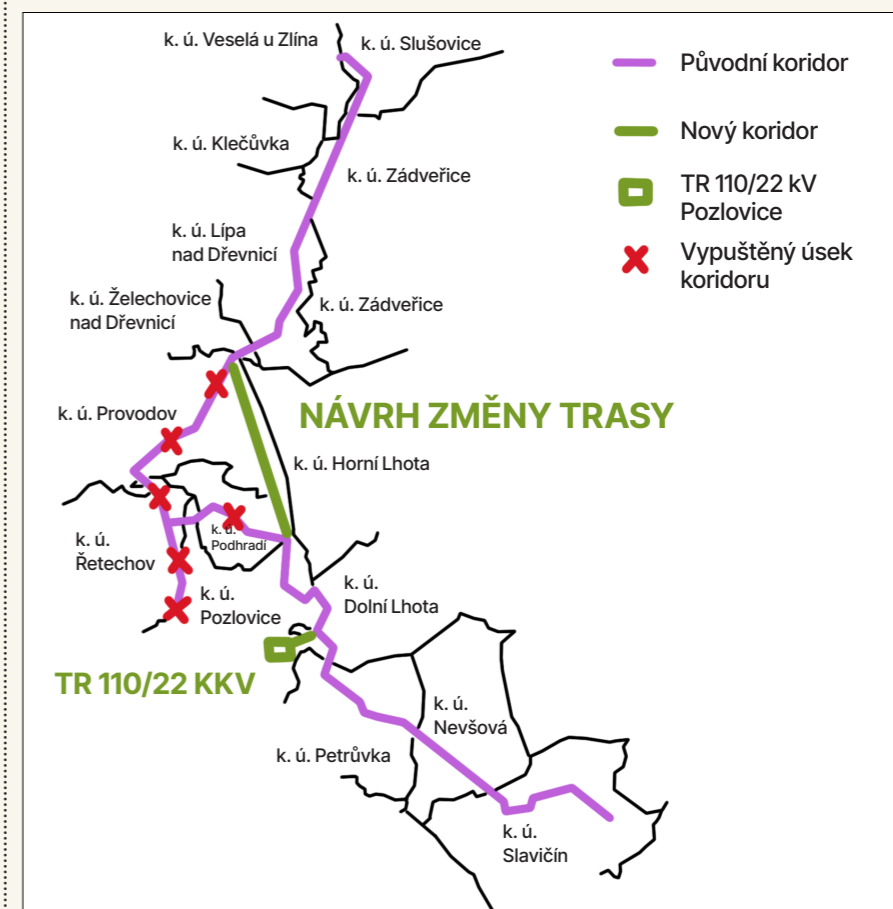 k. ú. Veselá u Zlína
k. ú. Slušovice
Původní koridor
Nový koridor
k. ú. Klečůvka
k. ú. Zádveřice
TR 110/22 kV
Pozlovice
k. ú. Lípa
nad Dřevnicí
Vypuštěný úsek
koridoru
k. ú. Želechovice
nad Dřevnicí
k. ú. Zádveřice
k. ú. Provodov
NÁVRH ZMĚNY TRASY
k. ú. Horní Lhota
k. ú.
Podhradí
k. ú.
Řetechov
k. ú.
Pozlovice
k. ú.
Dolní Lhota
TR 110/22 KKV
k. ú.
Nevšová
k. ú. Petrůvka
k. ú.
Slavičín